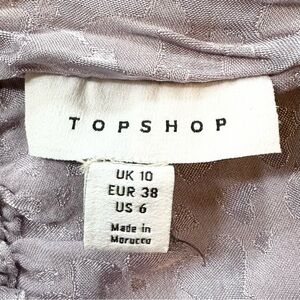 TOPSHOP
UK 10
EUR 38
US 6
Made in
Morocco